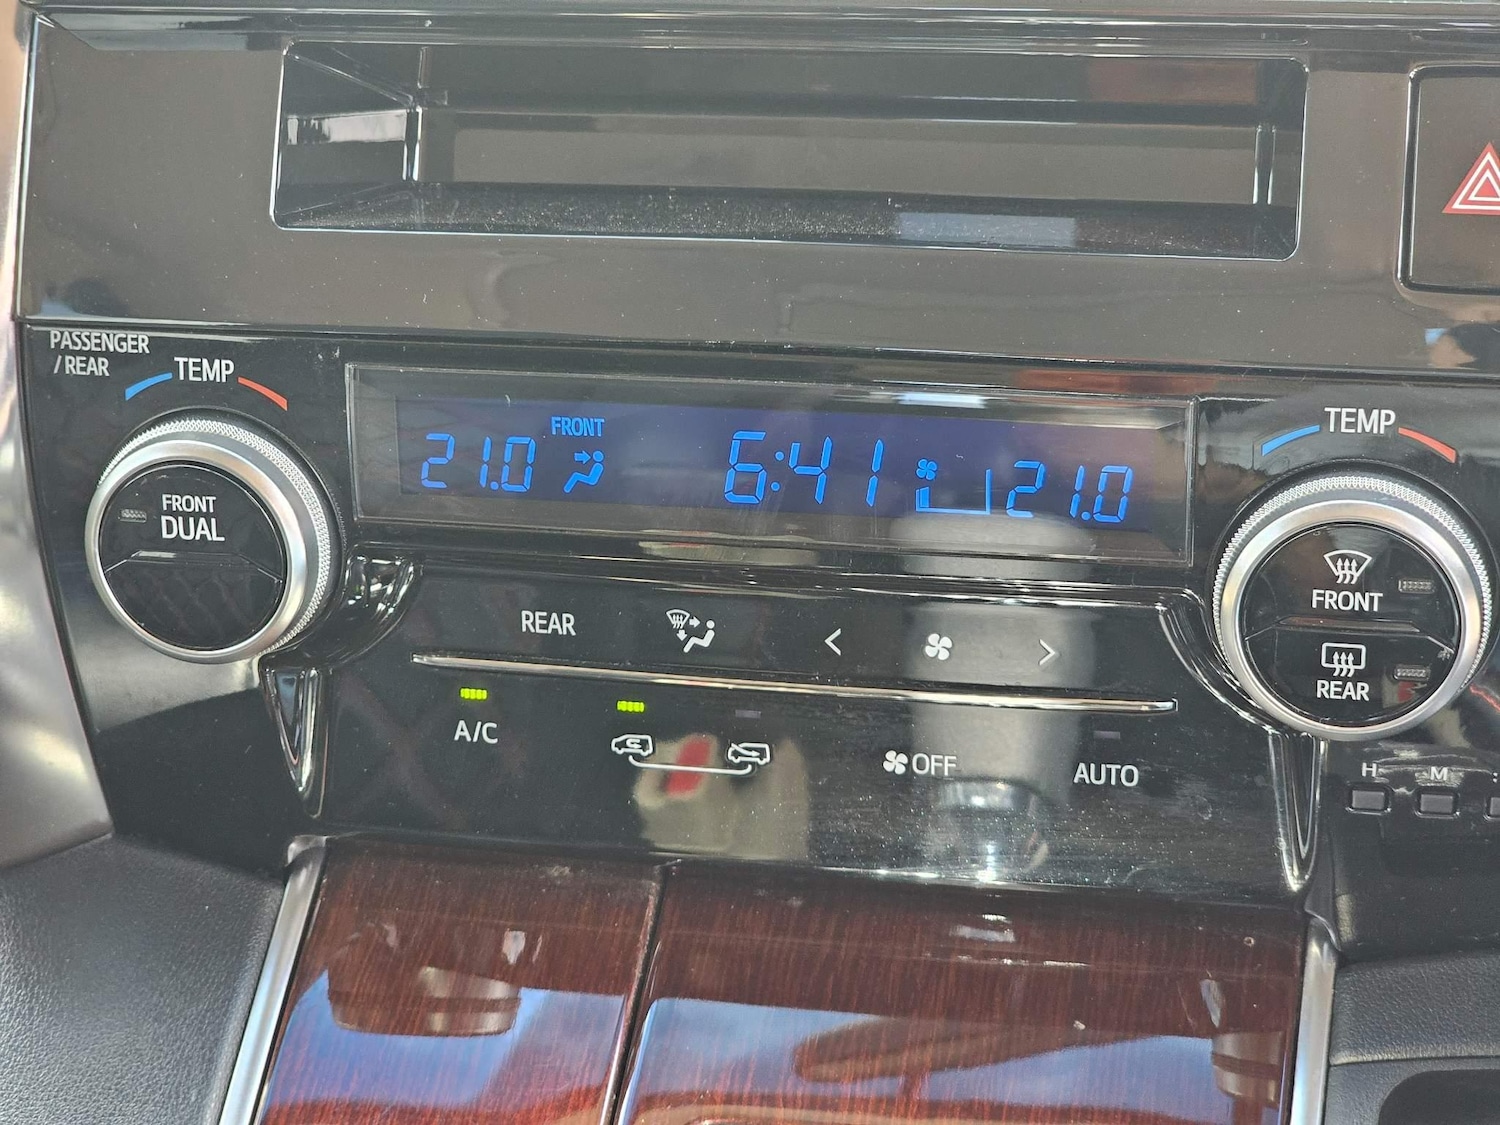 PASSENGER
/REAR
TEMP
TEMP
FRONT
DUAL
FRONT
21.0
6:41
21.0
FRONT
REAR
REAR
A/C
OFF
AUTO
H
M